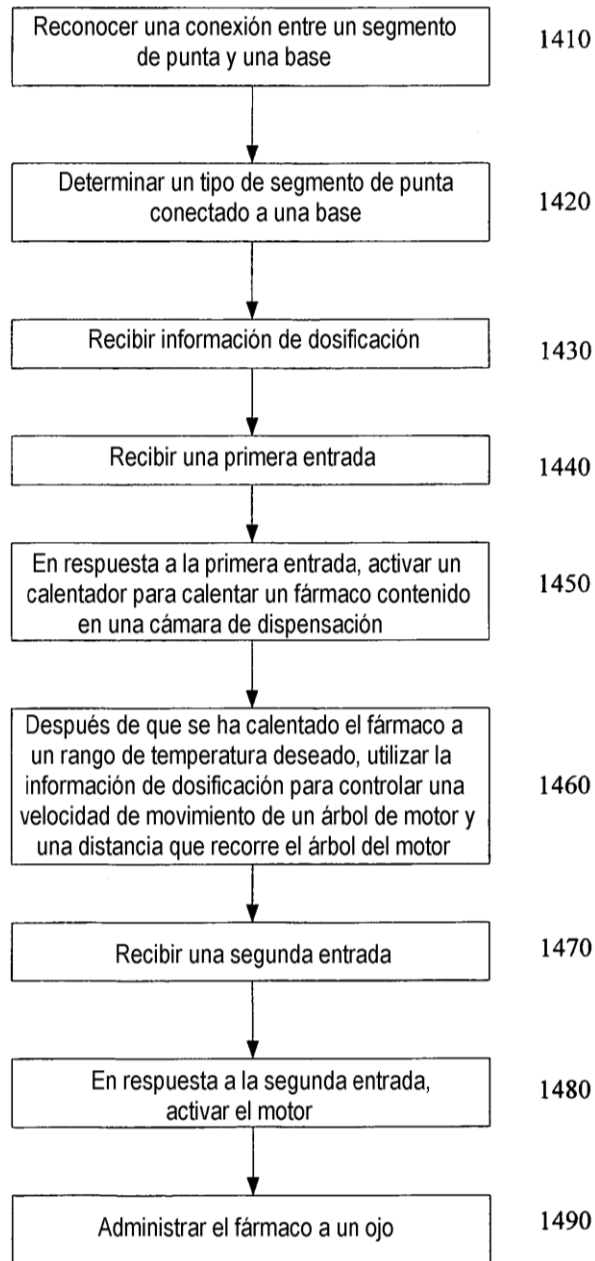 Reconocer una conexión entre un segmento
de punta y una base
1410
Determinar un tipo de segmento de punta
conectado a una base
1420
Recibir información de dosificación
1430
Recibir una primera entrada
1440
En respuesta a la primera entrada, activar un
calentador para calentar un fármaco contenido
en una cámara de dispensación
1450
Después de que se ha calentado el fármaco a
un rango de temperatura deseado, utilizar la
información de dosificación para controlar una
velocidad de movimiento de un árbol de motor y
una distancia que recorre el árbol del motor
1460
Recibir una segunda entrada
1470
En respuesta a la segunda entrada,
activar el motor
1480
Administrar el fármaco a un ojo
1490